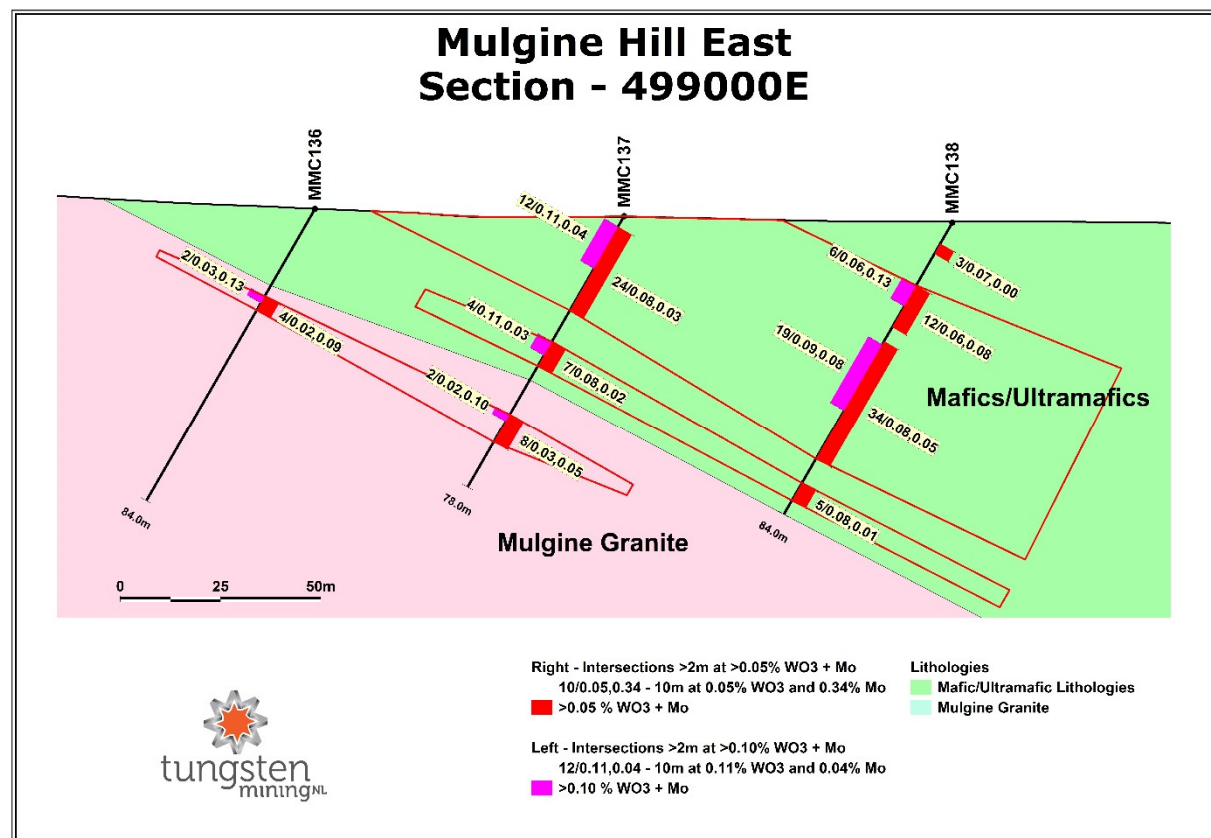 Mulgine Hill East
Section - 499000E
MMC136
MMC137
MMC138
12/0.11,0.04
24/0.08,0.03
3/0.07,0.00
6/0.06,0.13
12/0.06,0.08
2/0.03,0.13
4/0.02,0.09
4/0.11,0.03
7/0.08,0.02
19/0.09,0.08
34/0.08,0.05
Mafics/Ultramafics
2/0.02,0.10
8/0.03,0.05
5/0.08,0.01
84.0m
78.0m
84.0m
Mulgine Granite
0 25 50m
Right - Intersections >2m at >0.05% WO3 + Mo
10/0.05,0.34 - 10m at 0.05% WO3 and 0.34% Mo
>0.05 % WO3 + Mo
Left - Intersections >2m at >0.10% WO3 + Mo
12/0.11,0.04 - 10m at 0.11% WO3 and 0.04% Mo
>0.10 % WO3 + Mo
Lithologies
Mafic/Ultramafic Lithologies
Mulgine Granite
tungsten
mining NL